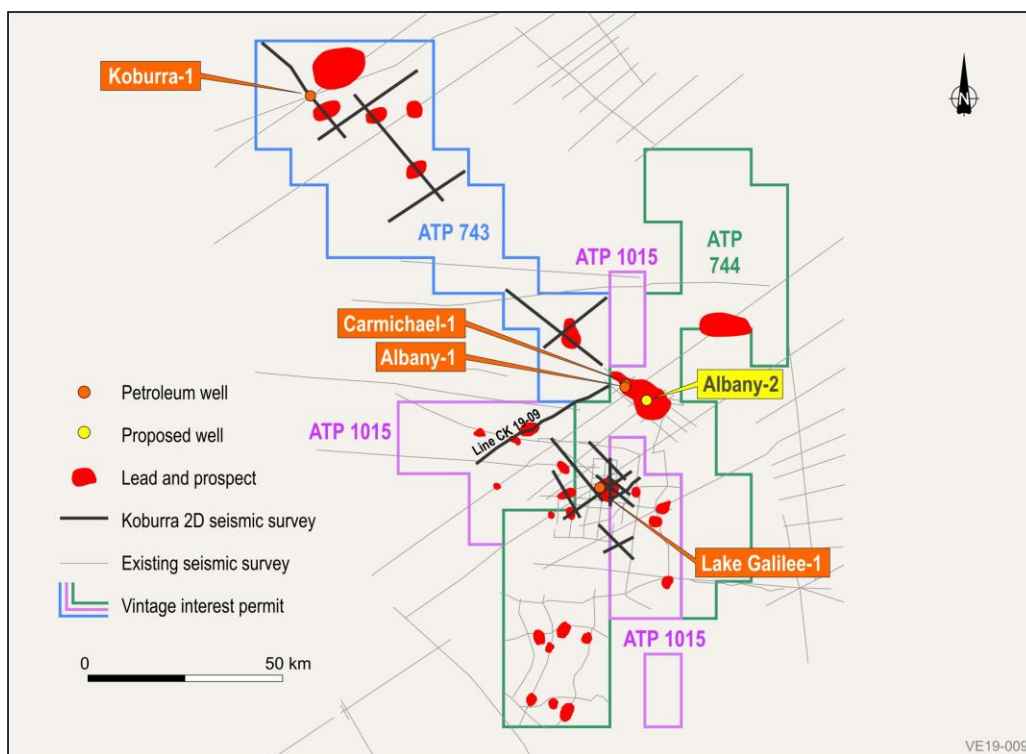 Koburra-1
N
ATP 743
ATP 1015
ATP
744
Carmichael-1
Albany-1
Albany-2
Petroleum well
Proposed well
ATP 1015
Line CK 19-09
Lead and prospect
Koburra 2D seismic survey
Existing seismic survey
Lake Galilee-1
Vintage interest permit
ATP 1015
0
50 km
VE19-009